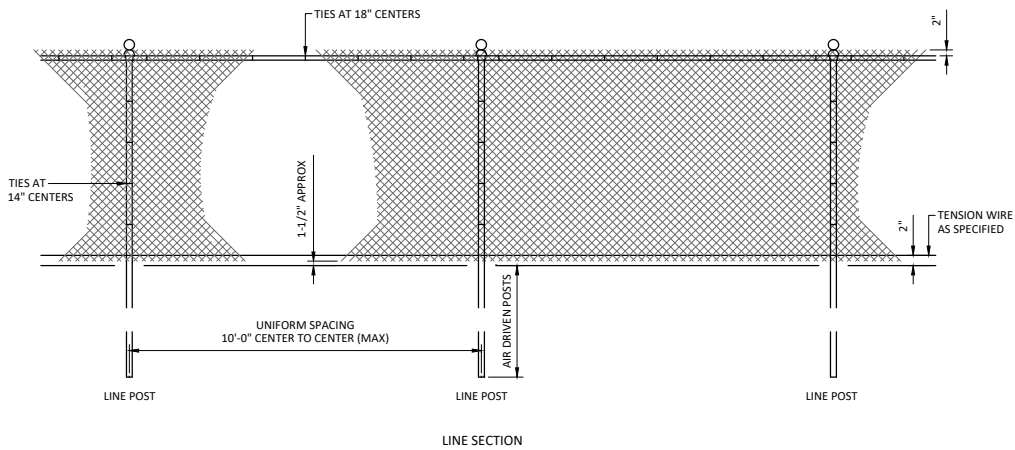 TIES AT 18" CENTERS
2"
TIES AT
14" CENTERS
1-1/2" APPROX
2"
TENSION WIRE
AS SPECIFIED
UNIFORM SPACING
10'-0" CENTER TO CENTER (MAX)
AIR DRIVEN POSTS
LINE POST
LINE POST
LINE POST
LINE SECTION